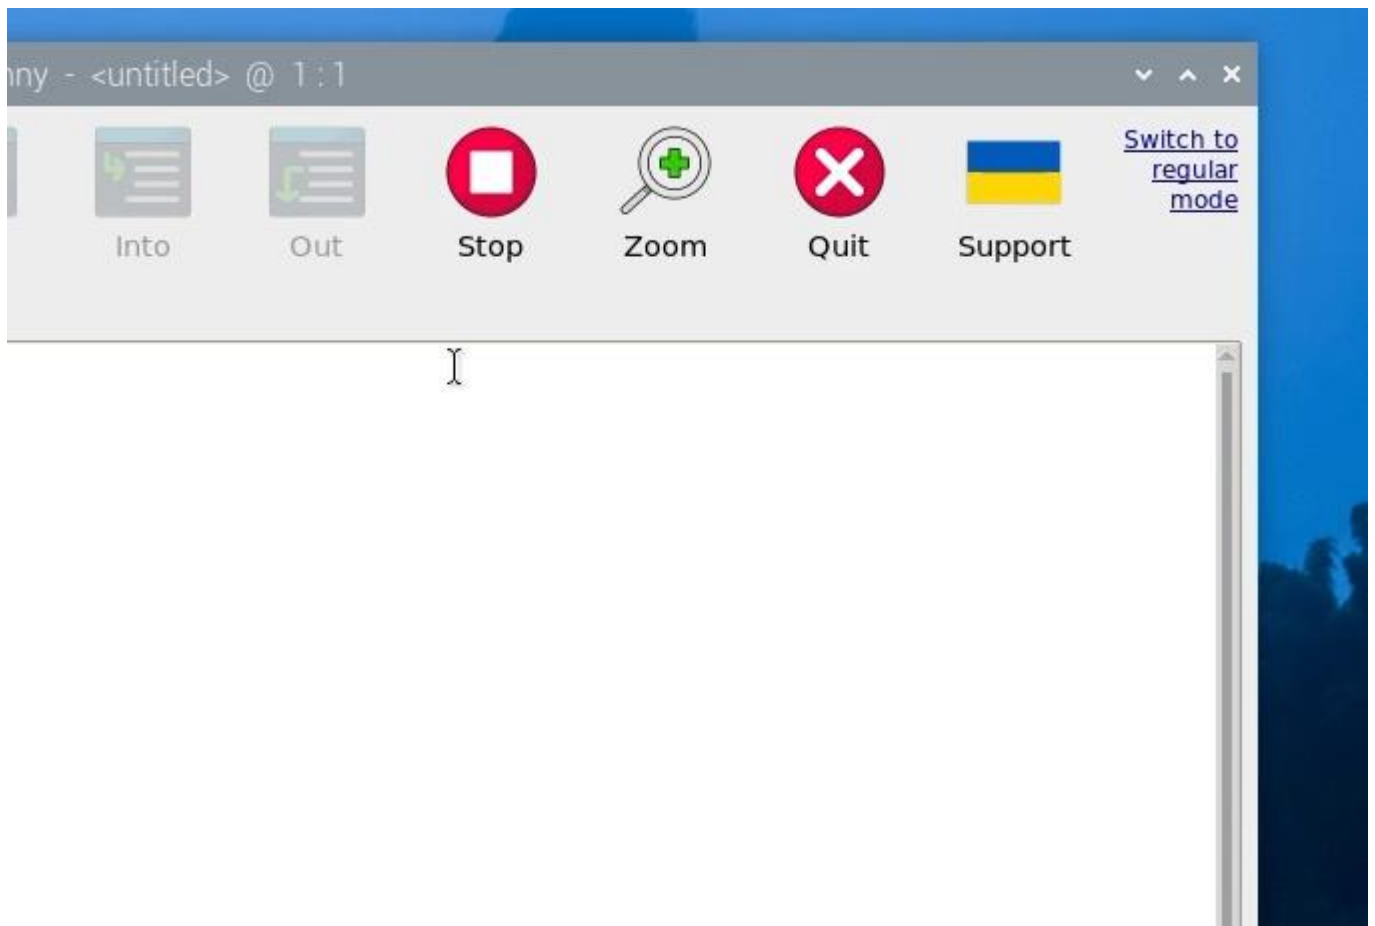 nny - <untitled> @ 1:1
Switch to
regular
mode
Into Out Stop Zoom Quit Support